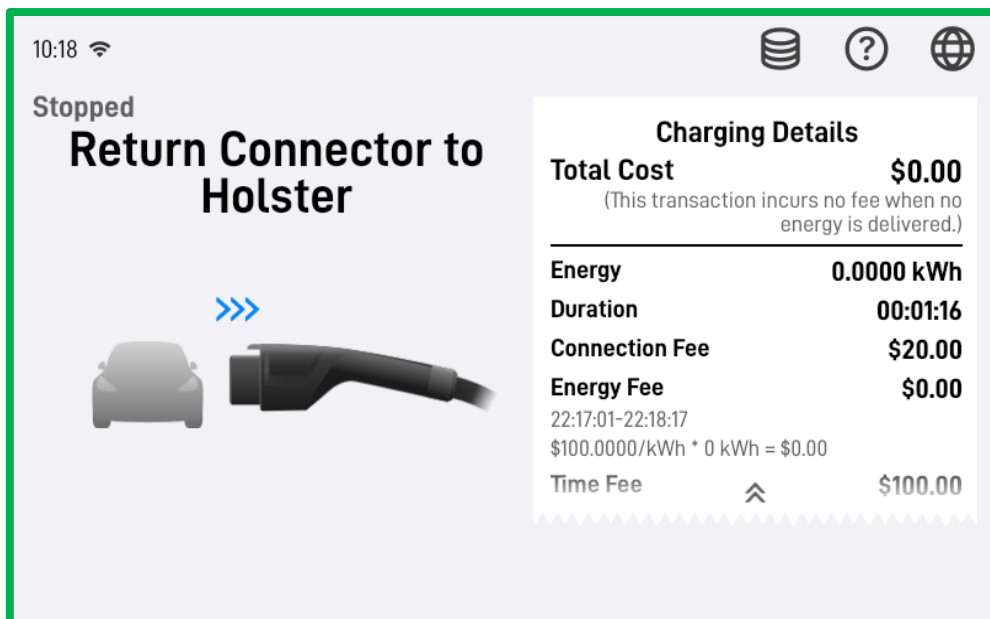 10:18
Stopped
Return Connector to
Holster
Charging Details
Total Cost $0.00
(This transaction incurs no fee when no
energy is delivered.)
Energy 0.0000 kWh
Duration 00:01:16
Connection Fee $20.00
Energy Fee $0.00
22:17:01-22:18:17
$100.0000/kWh * 0 kWh = $0.00
Time Fee $100.00